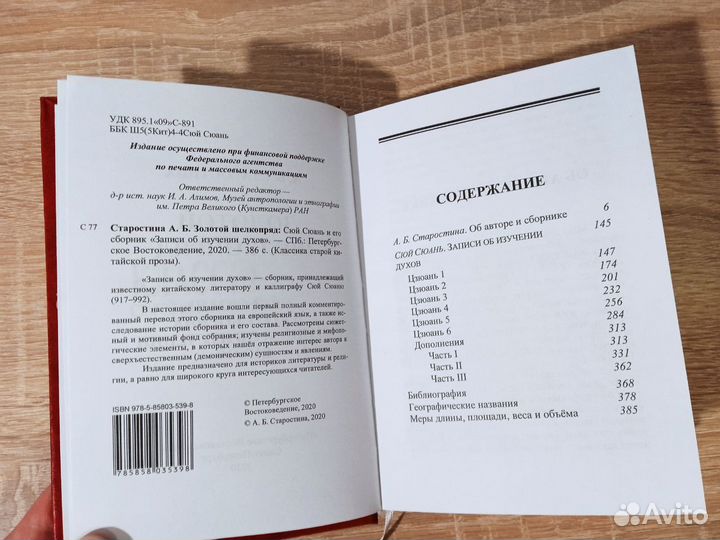 УДК 895.1«09»С-891
ББК Ш5(5Кит)4-4Сюй Сюань
Издание осуществлено при финансовой поддержке
Федерального агентства
по печати и массовым коммуникациям
Ответственный редактор —
д-р ист. наук И. А. Алимов, Музей антропологии и этнографии
им. Петра Великого (Кунсткамера) РАН
С 77
Старостина А. Б. Золотой шелкопряд: Сюй Сюань и его
сборник «Записи об изучении духов». — СПб.: Петербург-
ское Востоковедение, 2020. — 386 с. (Классика старой ки-
тайской прозы).
«Записи об изучении духов» — сборник, принадлежащий
известному китайскому литератору и каллиграфу Сюй Сюаню
(917–992).
В настоящее издание вошли первый полный комментиро-
ванный перевод этого сборника на европейский язык, а также ис-
следование истории сборника и его состава. Рассмотрены сюжет-
ный и мотивный фонд собрания; изучены религиозные и мифоло-
гические элементы, в которых нашёл отражение интерес автора к
сверхъестественным (демоническим) сущностям и явлениям.
Издание предназначено для историков литературы и рели-
гии, а равно для широкого круга интересующихся читателей.
ISBN 978-5-85803-539-8
9 785858 035398
© Петербургское
Востоковедение, 2020
© А. Б. Старостина, 2020
СОДЕРЖАНИЕ
А. Б. Старостина. Об авторе и сборнике 6
Сюй Сюань. Записи об изучении 145
духов
Цзюань 1 147
Цзюань 2 174
Цзюань 3 201
Цзюань 4 232
Цзюань 5 256
Цзюань 6 284
Дополнения 313
Часть I 313
Часть II 331
Часть III 362
Библиография 368
Географические названия 378
Меры длины, площади, веса и объёма 385
Avito